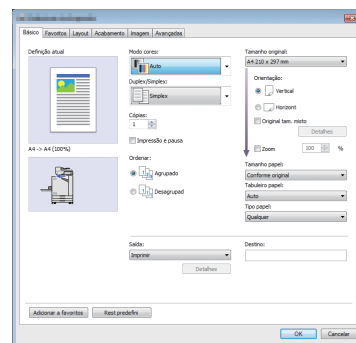 Básico Favoritos Layout Acabamento Imagem Avançadas
Definição atual
A4 -> A4 (100%)
Modo cores:
Auto
Duplex/Simplex:
Simplex
Cópias:
1
Impressão e pausa
Ordenar:
Agrupado
Desagrupad
Saída:
Imprimir
Detalhes
Tamanho original:
A4 210 x 297 mm
Orientação:
Vertical
Horizont
Original tam. misto
Detalhes
Zoom 100 %
Tamanho papel:
Conforme original
Tabuleiro papel:
Auto
Tipo papel:
Qualquer
Destino:
Adicionar a favoritos Rest predefini
OK Cancelar